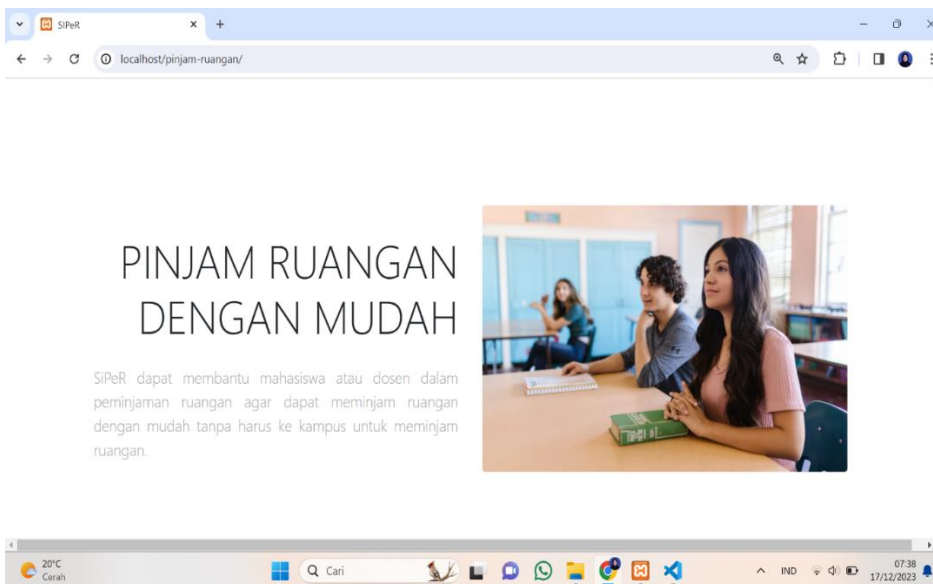 SiPeR
localhost/pinjam-ruangan/
PINJAM RUANGAN
DENGAN MUDAH
SiPeR dapat membantu mahasiswa atau dosen dalam
peminjaman ruangan agar dapat meminjam ruangan
dengan mudah tanpa harus ke kampus untuk meminjam
ruangan.
20°C
Cerah
Cari
IND
07:38
17/12/2023